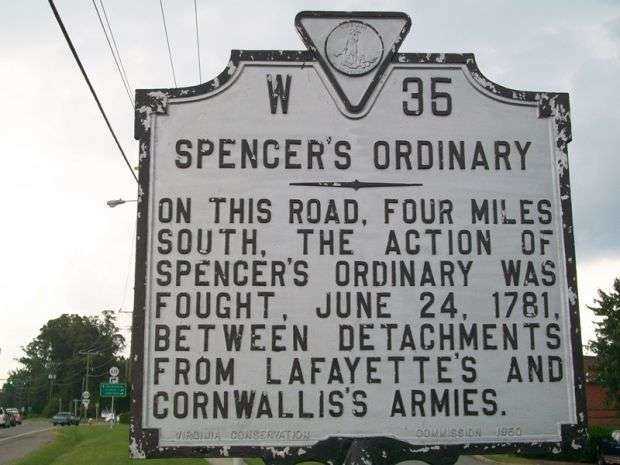 W 35
SPENCER'S ORDINARY
ON THIS ROAD, FOUR MILES
SOUTH, THE ACTION OF
SPENCER'S ORDINARY WAS
FOUGHT, JUNE 24, 1781,
BETWEEN DETACHMENTS
FROM LAFAYETTE'S AND
CORNWALLIS'S ARMIES.
VIRGINIA CONSERVATION COMMISSION 1950